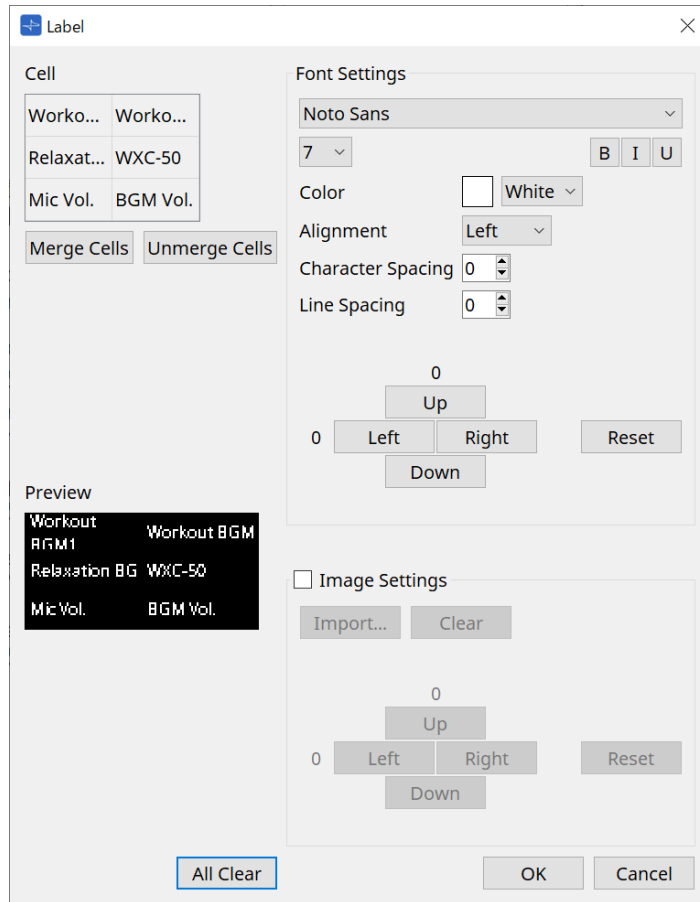 Label
Cell
Worko... Worko...
Relaxat... WXC-50
Mic Vol. BGM Vol.
Merge Cells Unmerge Cells
Preview
Workout
BGM1
Workout BGM
Relaxation BG WXC-50
Mic Vol. BGM Vol.
All Clear
Font Settings
Noto Sans
7 B I U
Color White
Alignment Left
Character Spacing 0
Line Spacing 0
0
Up
0 Left Right Reset
Down
Image Settings
Import... Clear
0
Up
0 Left Right Reset
Down
OK Cancel